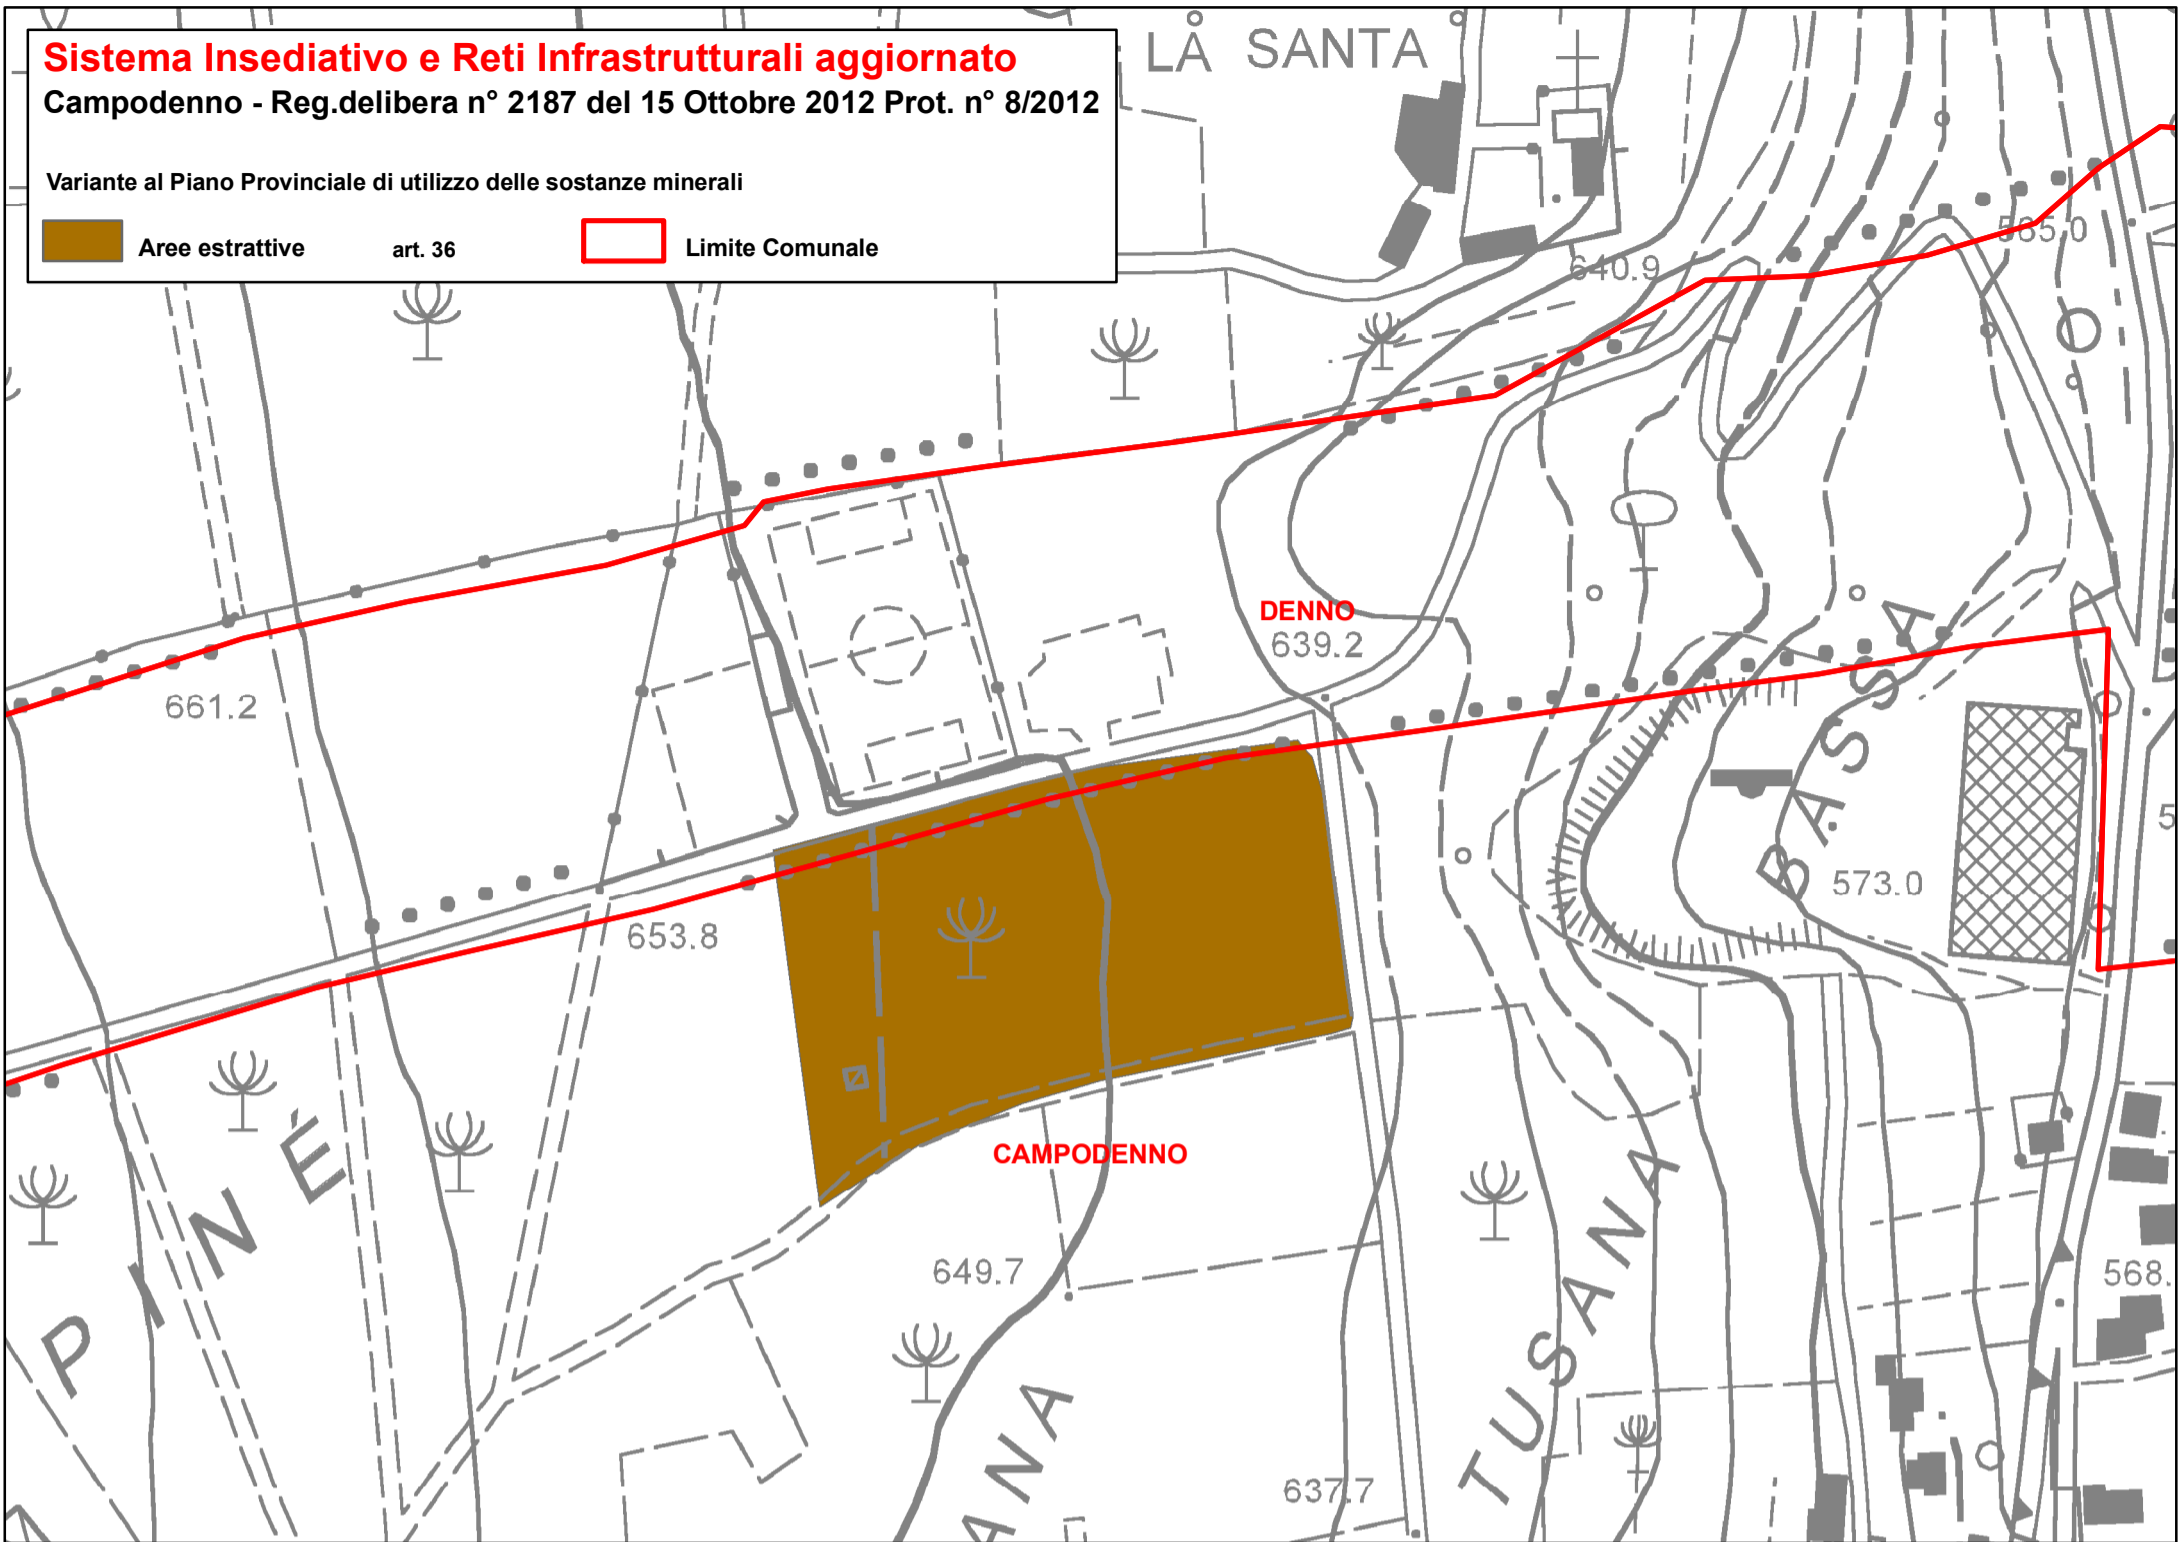 Sistema Insediativo e Reti Infrastrutturali aggiornato
Campodenno - Reg.delibera n° 2187 del 15 Ottobre 2012 Prot. n° 8/2012
Variante al Piano Provinciale di utilizzo delle sostanze minerali
Aree estrattive art. 36 Limite Comunale
LA SANTA
585.0
640.9
DENNO
639.2
661.2
BASSA
573.0
653.8
CAMPODENNO
PINÉ
TUSANA
649.7
568.
ANA
637.7